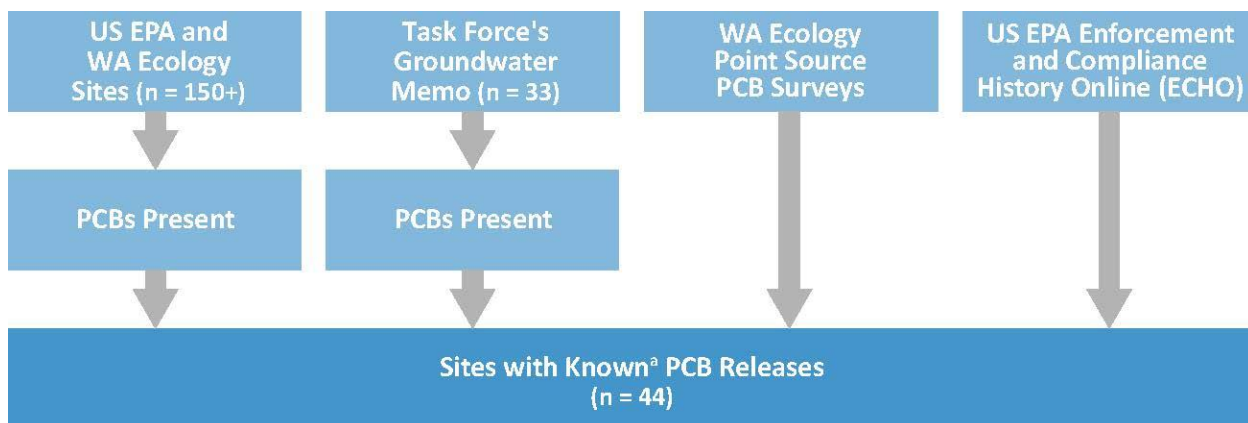 US EPA and
WA Ecology
Sites (n = 150+)
Task Force's
Groundwater
Memo (n = 33)
WA Ecology
Point Source
PCB Surveys
US EPA Enforcement
and Compliance
History Online (ECHO)
PCBs Present
PCBs Present
Sites with Knownᵃ PCB Releases
(n = 44)